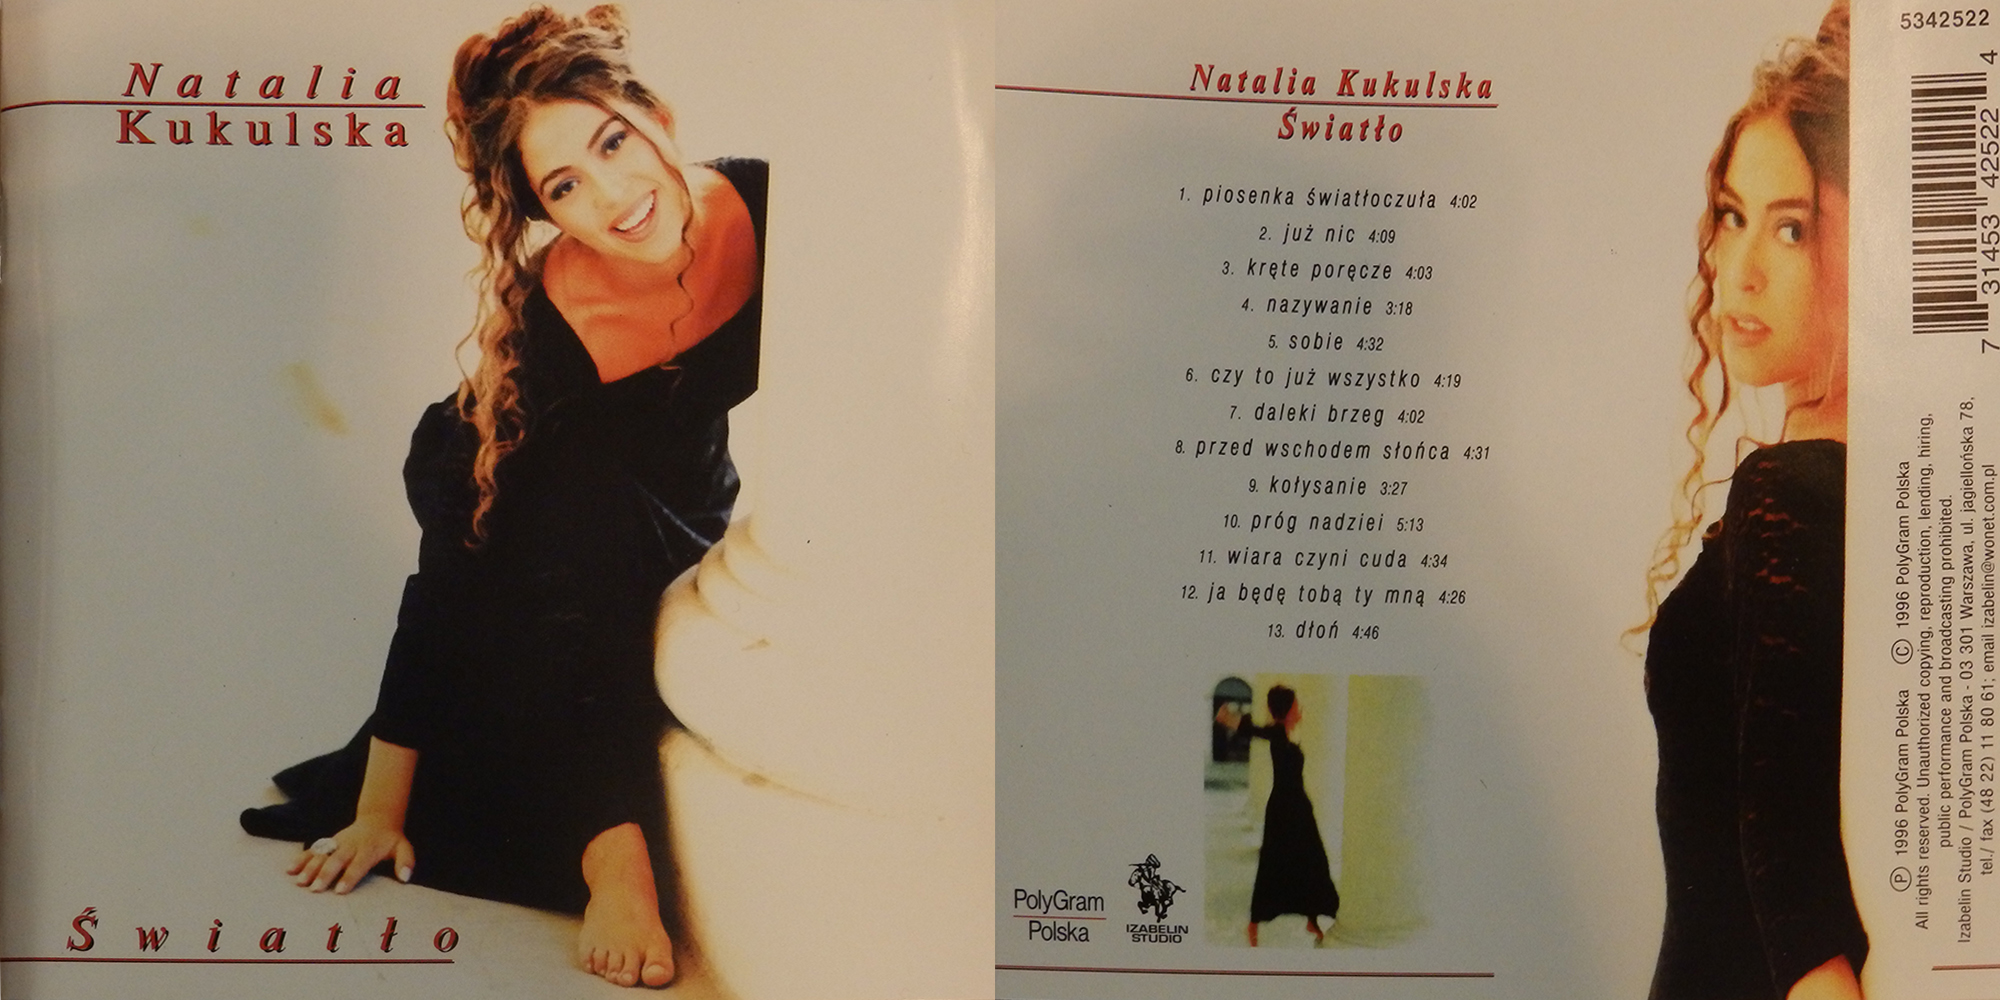 Natalia
Kukulska
Światło
Natalia Kukulska
Światło
1. piosenka światłoczuła 4:02
2. już nic 4:09
3. kręte poręcze 4:03
4. nazywanie 3:18
5. sobie 4:32
6. czy to już wszystko 4:19
7. daleki brzeg 4:02
8. przed wschodem słońca 4:31
9. kołysanie 3:27
10. próg nadziei 5:13
11. wiara czyni cuda 4:34
12. ja będę tobą ty mną 4:26
13. dłoń 4:46
PolyGram
Polska
IZABELIN
STUDIO
5342522
7 31453 42522 4
Ⓟ 1996 PolyGram Polska © 1996 PolyGram Polska
All rights reserved. Unauthorized copying, reproduction, lending, hiring,
public performance and broadcasting prohibited.
Izabelin Studio / PolyGram Polska - 03 301 Warszawa, ul. jagiellońska 78,
tel./ fax (48 22) 11 80 61; email izabelin@wonet.com.pl